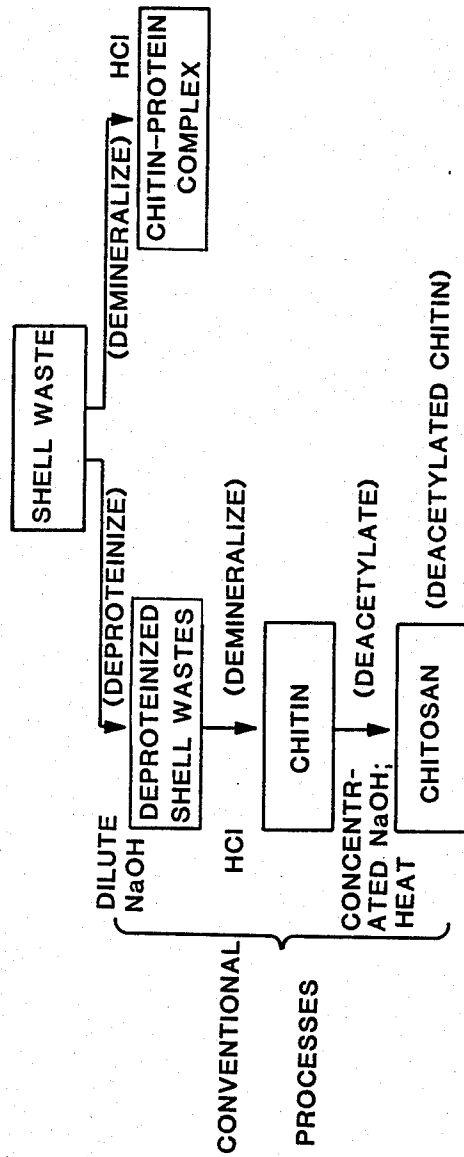 SHELL WASTE
(DEPROTEINIZE)
(DEMINERALIZE)
DILUTE
NaOH
HCl
DEPROTEINIZED
SHELL WASTES
CHITIN-PROTEIN
COMPLEX
CONVENTIONAL
HCl
(DEMINERALIZE)
CHITIN
PROCESSES
CONCENTR-
ATED NaOH;
HEAT
(DEACETYLATE)
CHITOSAN
(DEACETYLATED CHITIN)